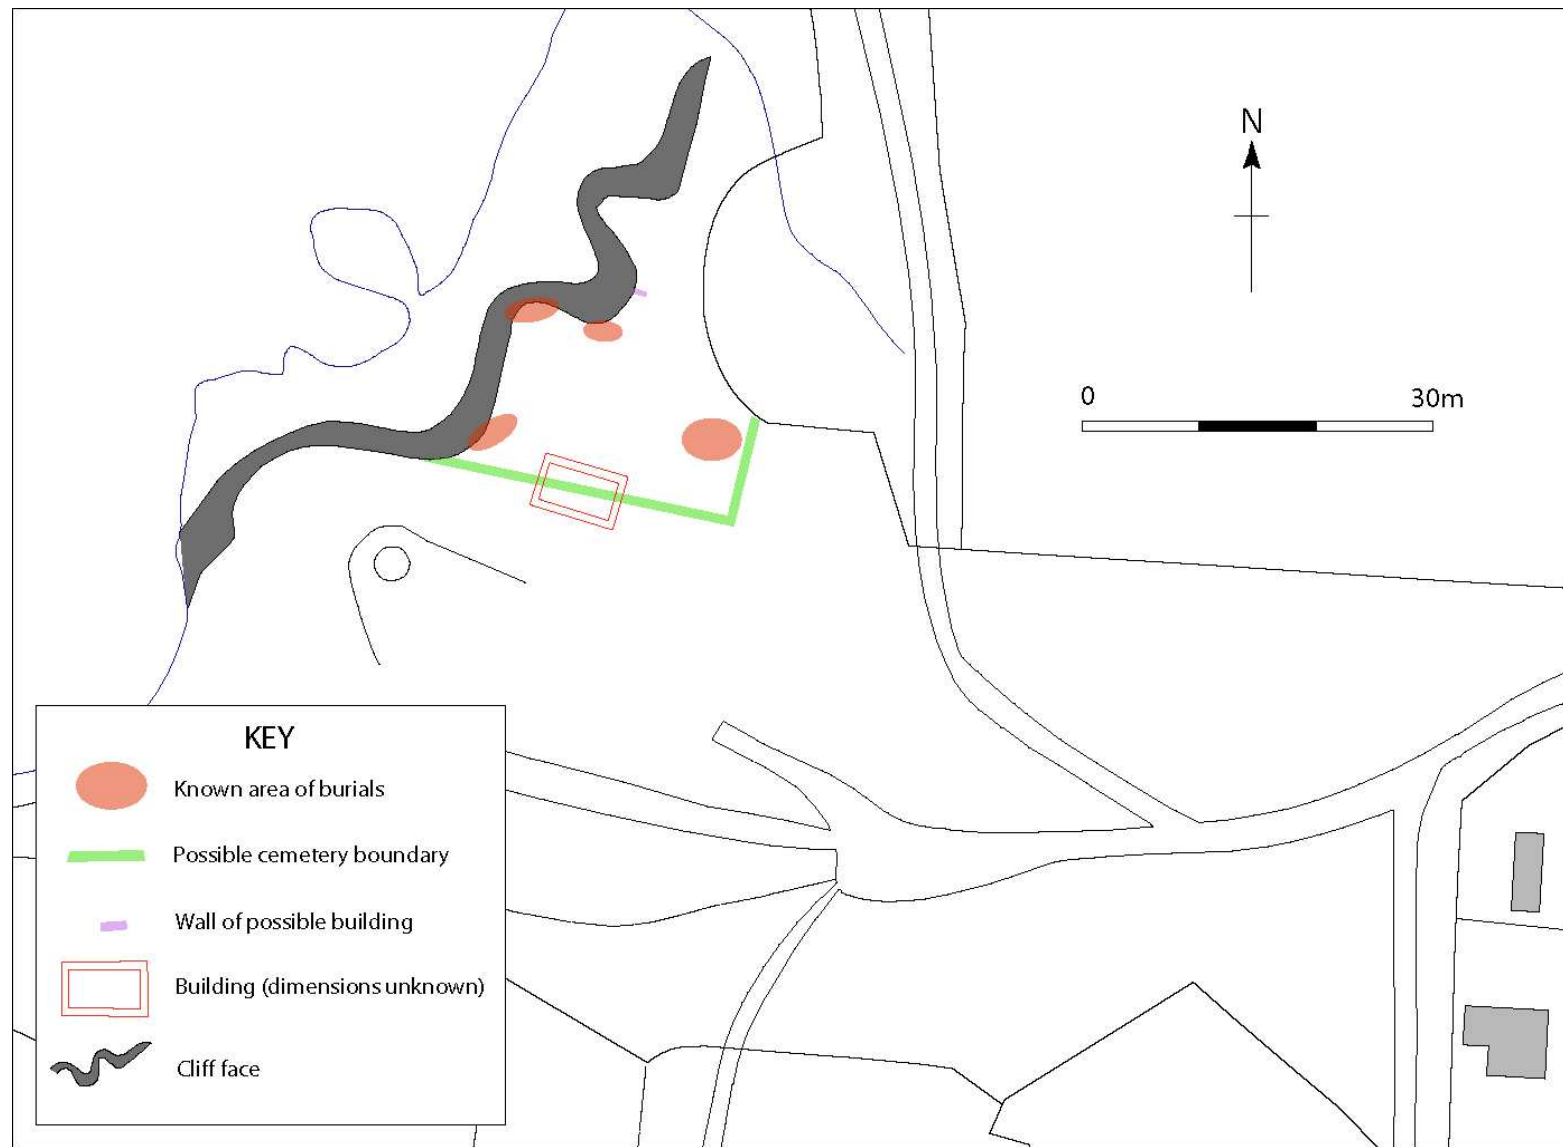 N
0 30m
KEY
Known area of burials
Possible cemetery boundary
Wall of possible building
Building (dimensions unknown)
Cliff face